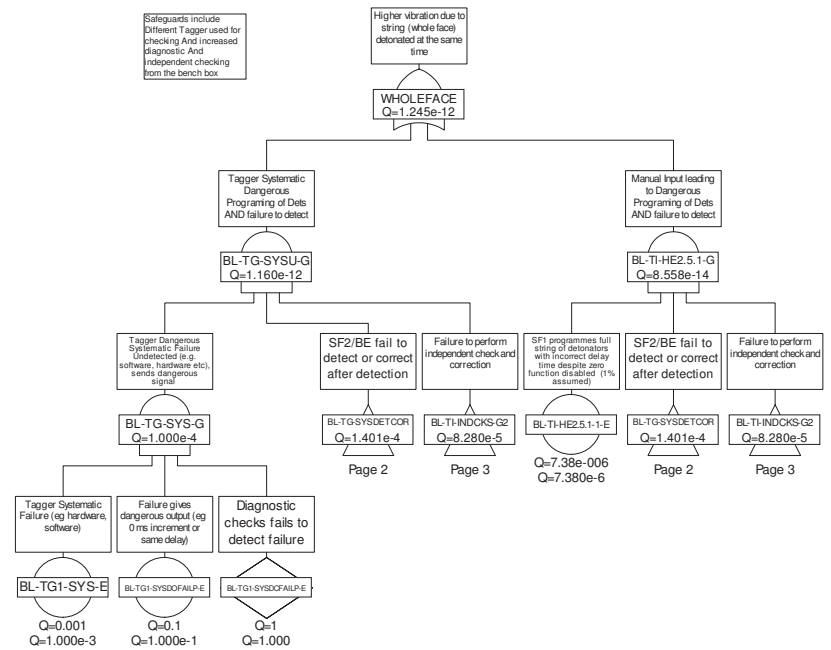 Safeguards include
Different Tagger used for
checking And increased
diagnostic And
independent checking
from the bench box
Higher vibration due to
string (whole face)
detonated at the same
time
WHOLEFACE
Q=1.245e-12
Tagger Systematic
Dangerous
Programing of Dets
AND failure to detect
BL-TG-SYSU-G
Q=1.160e-12
Manual Input leading
to Dangerous
Programing of Dets
AND failure to detect
BL-TI-HE2.5.1-G
Q=8.558e-14
Tagger Dangerous
Systematic Failure
Undetected (e.g.
software, hardware etc),
sends dangerous
signal
BL-TG-SYS-G
Q=1.000e-4
SF2/BE fail to
detect or correct
after detection
BL-TG-SYSDETCOR
Q=1.401e-4
Page 2
Failure to perform
independent check and
correction
BL-TI-INDCKS-G2
Q=8.280e-5
Page 3
SF1 programmes full
string of detonators
with incorrect delay
time despite zero
function disabled (1%
assumed)
BL-TI-HE2.5.1-1-E
Q=7.38e-006
Q=7.380e-6
SF2/BE fail to
detect or correct
after detection
BL-TG-SYSDETCOR
Q=1.401e-4
Page 2
Failure to perform
independent check and
correction
BL-TI-INDCKS-G2
Q=8.280e-5
Page 3
Tagger Systematic
Failure (eg hardware,
software)
BL-TG1-SYS-E
Q=0.001
Q=1.000e-3
Failure gives
dangerous output (eg
0 ms increment or
same delay)
BL-TG1-SYSDOFAILP-E
Q=0.1
Q=1.000e-1
Diagnostic
checks fails to
detect failure
BL-TG1-SYSDCFAILP-E
Q=1
Q=1.000